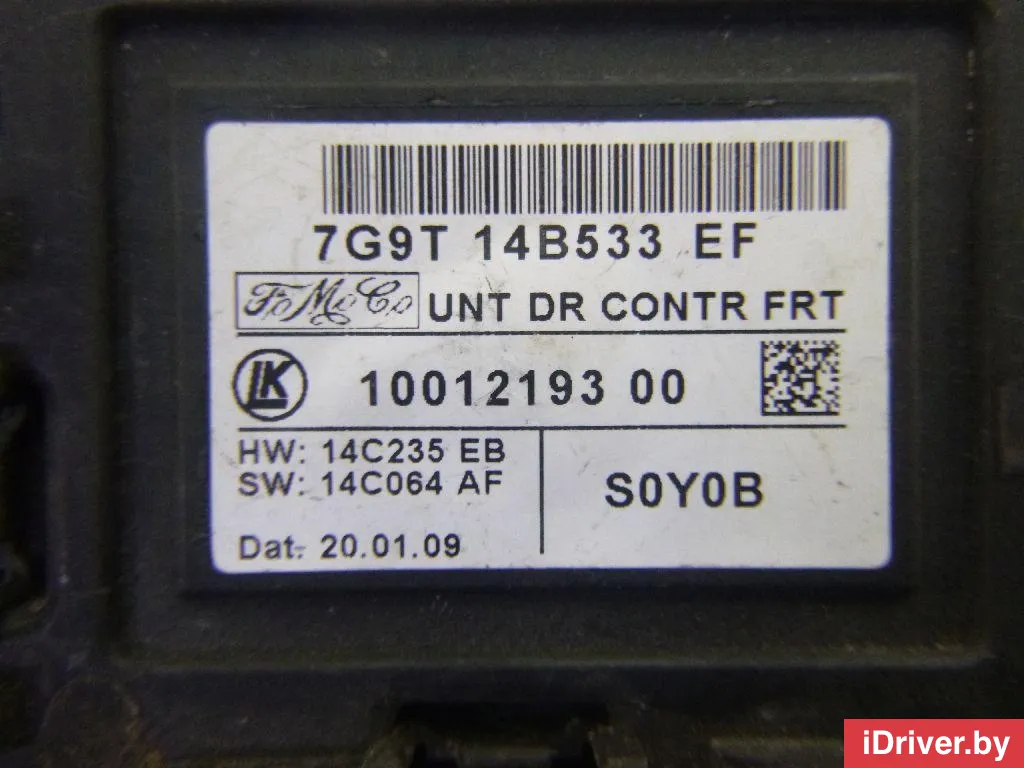 7G9T 14B533 EF
FoMoCo UNT DR CONTR FRT
LK 10012193 00
HW: 14C235 EB
SW: 14C064 AF
S0Y0B
Dat: 20.01.09
iDriver.by